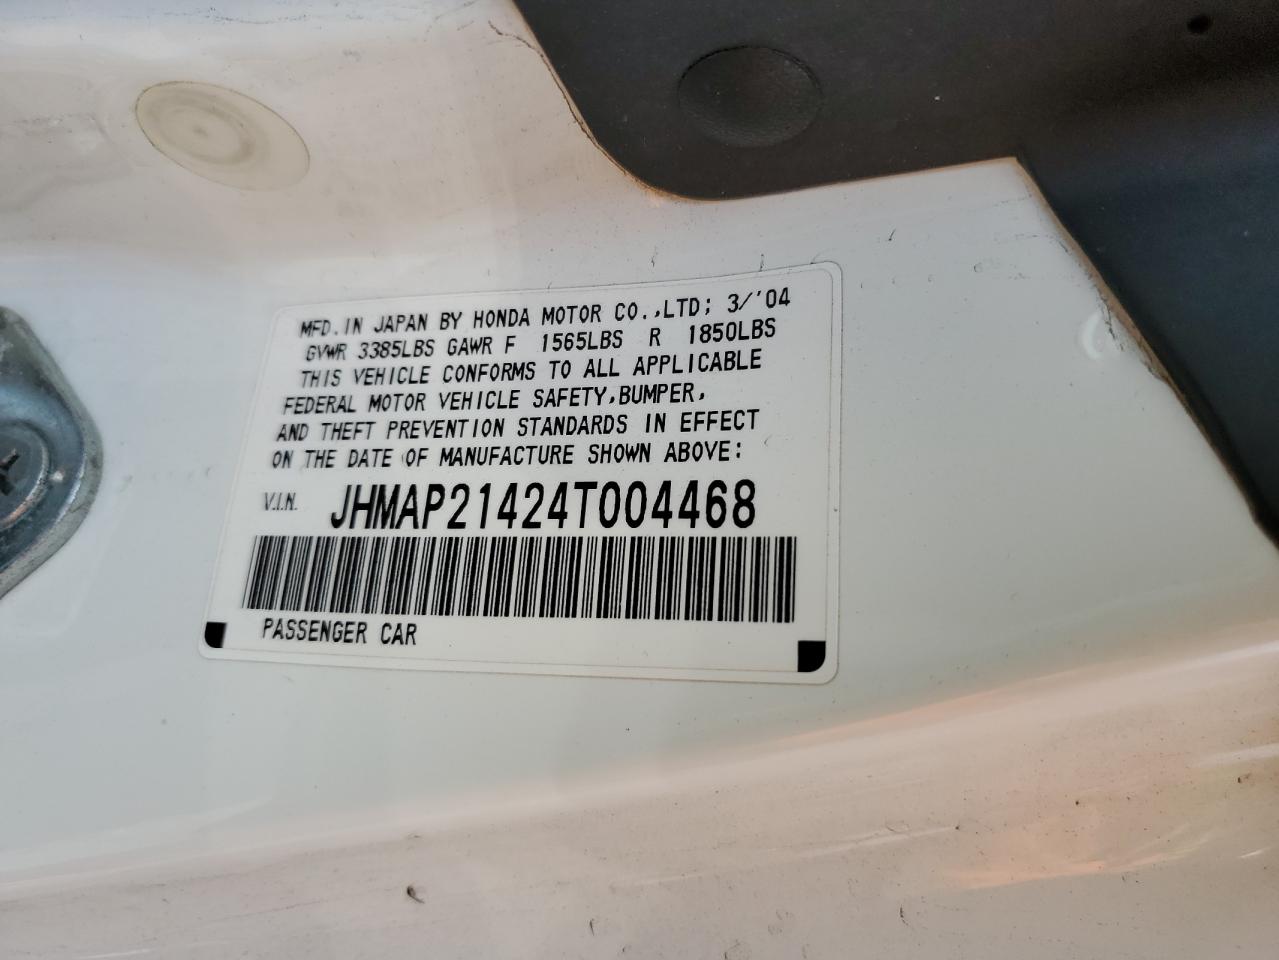 MFD. IN JAPAN BY HONDA MOTOR CO.,LTD; 3/'04
GVWR 3385LBS GAWR F 1565LBS R 1850LBS
THIS VEHICLE CONFORMS TO ALL APPLICABLE
FEDERAL MOTOR VEHICLE SAFETY,BUMPER,
AND THEFT PREVENTION STANDARDS IN EFFECT
ON THE DATE OF MANUFACTURE SHOWN ABOVE:
V.I.N. JHMAP21424T004468
PASSENGER CAR